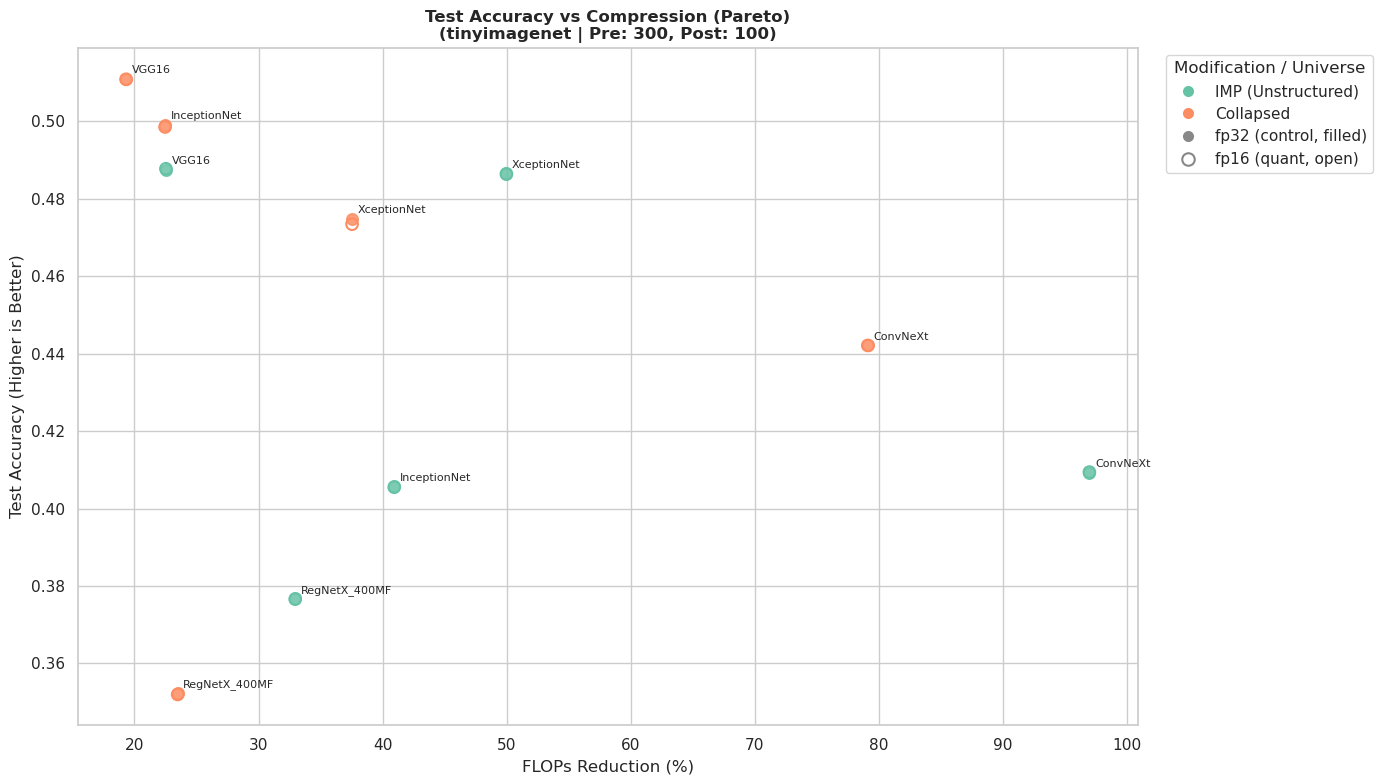 Test Accuracy vs Compression (Pareto)
(tinyimagenet | Pre: 300, Post: 100)
Modification / Universe
IMP (Unstructured)
Collapsed
fp32 (control, filled)
fp16 (quant, open)
VGG16
InceptionNet
VGG16
XceptionNet
XceptionNet
ConvNeXt
ConvNeXt
InceptionNet
RegNetX_400MF
RegNetX_400MF
Test Accuracy (Higher is Better)
0.50
0.48
0.46
0.44
0.42
0.40
0.38
0.36
20 30 40 50 60 70 80 90 100
FLOPs Reduction (%)